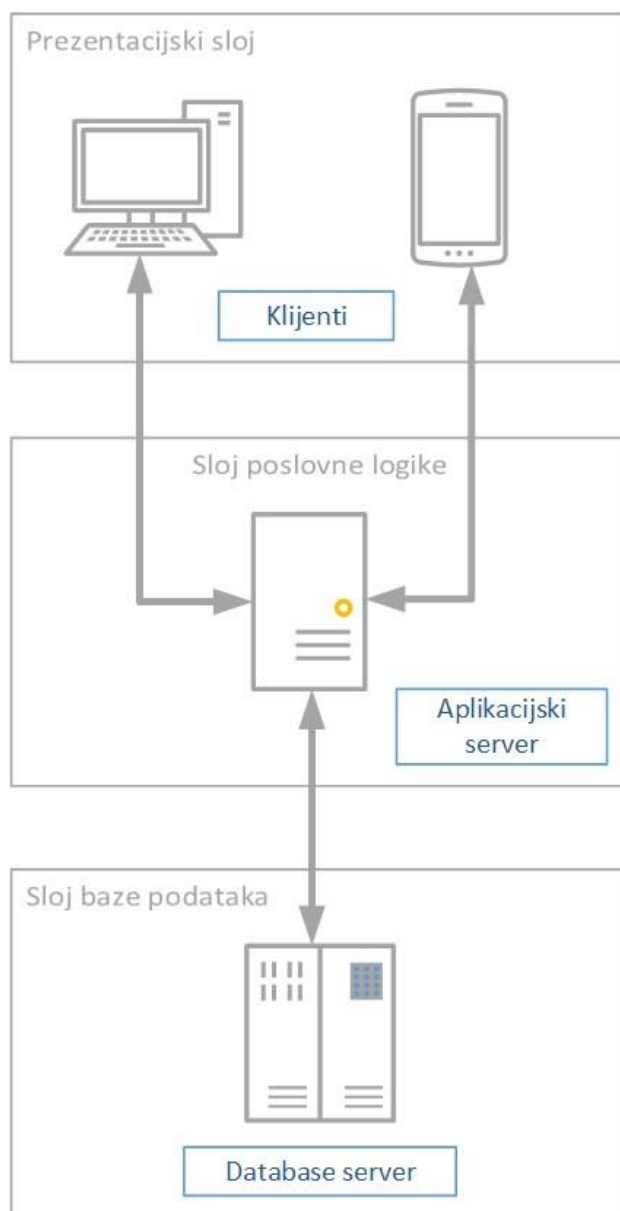 Prezentacijski sloj
Klijenti
Sloj poslovne logike
Aplikacijski
server
Sloj baze podataka
Database server